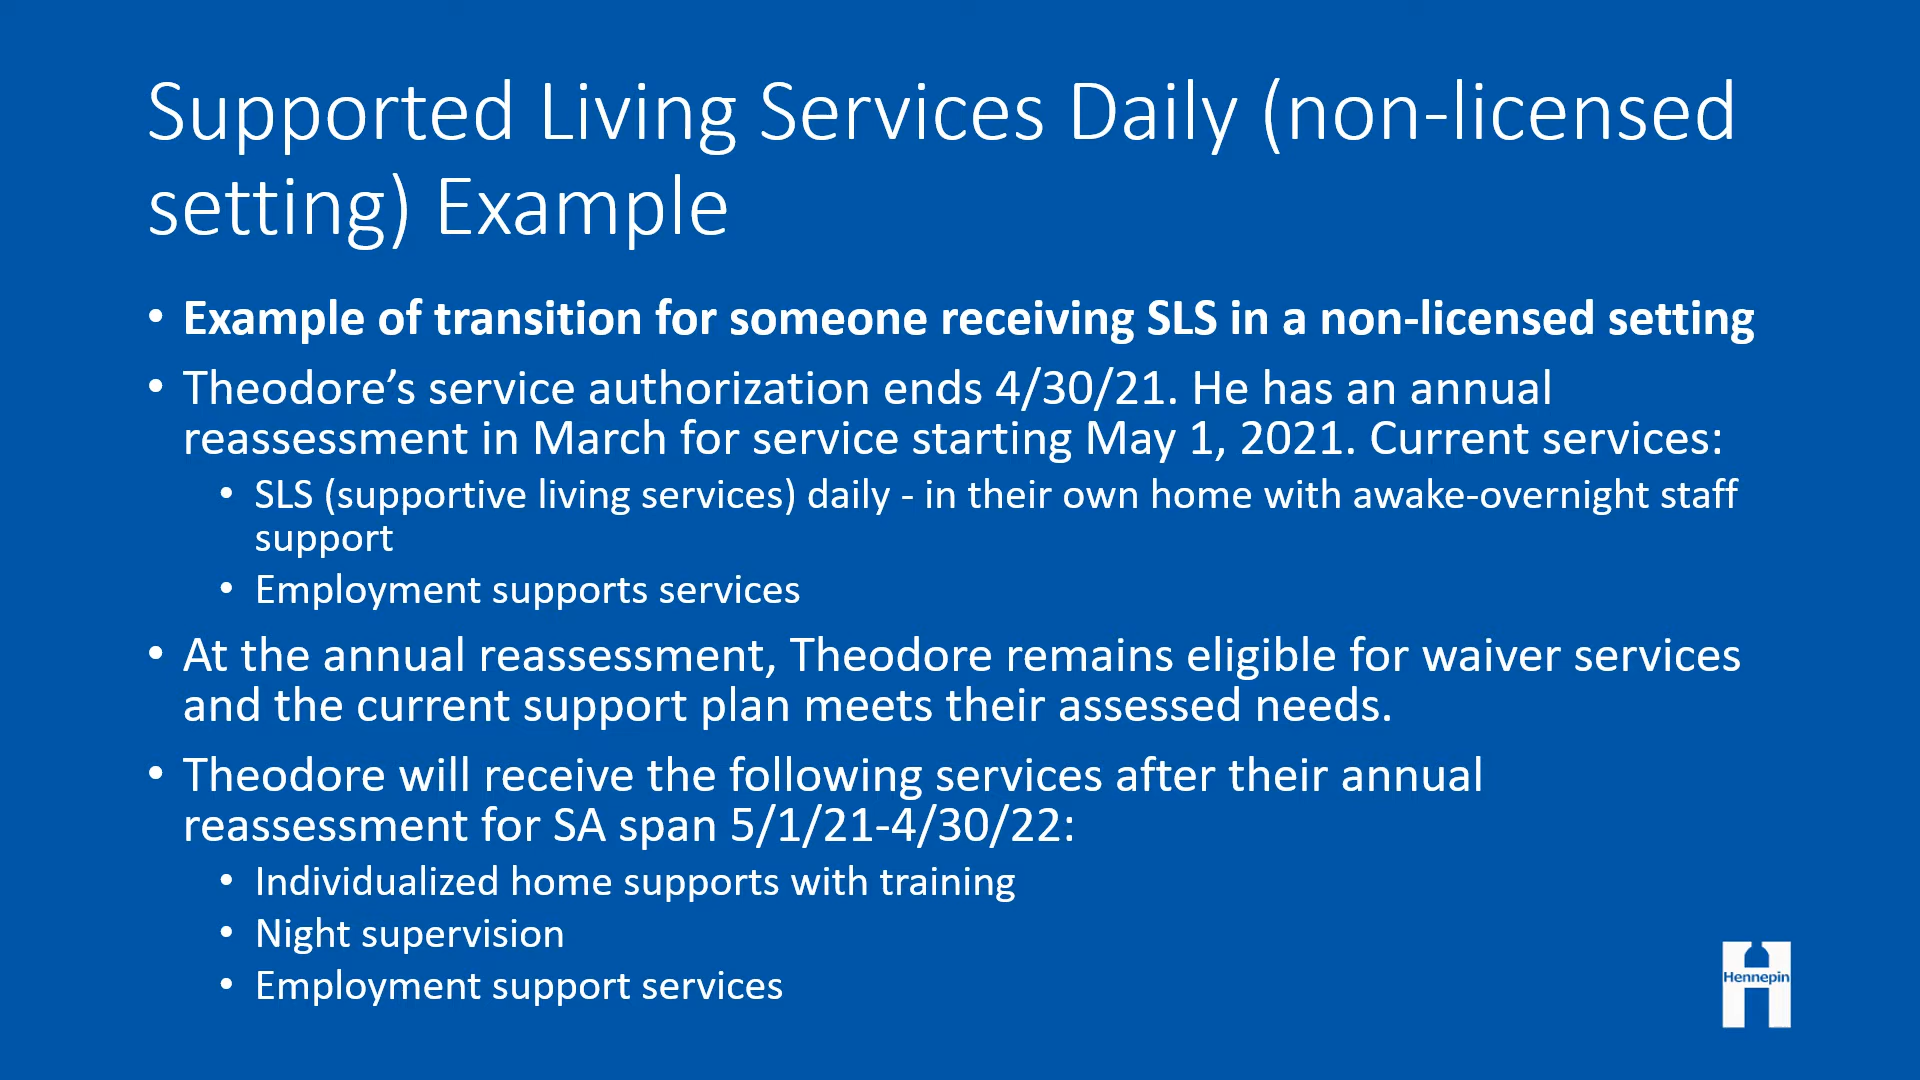 Supported Living Services Daily (non-licensed
setting) Example
• Example of transition for someone receiving SLS in a non-licensed setting
• Theodore’s service authorization ends 4/30/21. He has an annual
reassessment in March for service starting May 1, 2021. Current services:
• SLS (supportive living services) daily - in their own home with awake-overnight staff
support
• Employment supports services
• At the annual reassessment, Theodore remains eligible for waiver services
and the current support plan meets their assessed needs.
• Theodore will receive the following services after their annual
reassessment for SA span 5/1/21-4/30/22:
• Individualized home supports with training
• Night supervision
• Employment support services
Hennepin